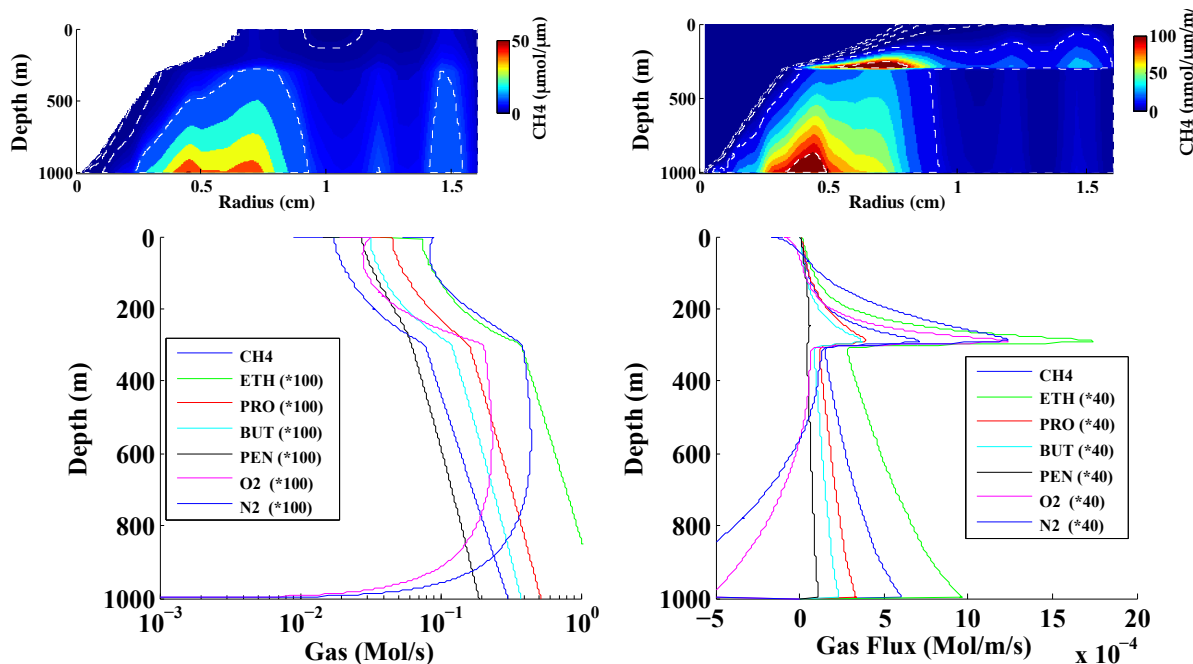 0
500
1000
Depth (m)
0
0.5
1
1.5
Radius (cm)
50
0
CH4 (μmol/μm)
0
500
1000
Depth (m)
0
0.5
1
1.5
Radius (cm)
100
50
0
CH4 (nmol/μm/m)
0
200
400
600
800
1000
Depth (m)
10⁻³
10⁻²
10⁻¹
10⁰
Gas (Mol/s)
CH4
ETH (*100)
PRO (*100)
BUT (*100)
PEN (*100)
O2 (*100)
N2 (*100)
0
200
400
600
800
1000
Depth (m)
−5
0
5
10
15
20
Gas Flux (Mol/m/s)
x 10⁻⁴
CH4
ETH (*40)
PRO (*40)
BUT (*40)
PEN (*40)
O2 (*40)
N2 (*40)